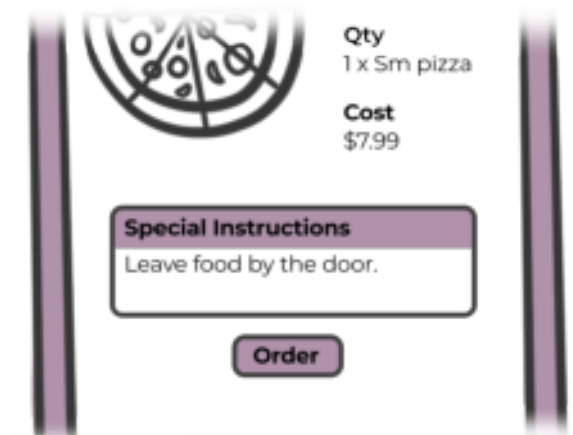 Qty
1 x Sm pizza
Cost
$7.99
Special Instructions
Leave food by the door.
Order